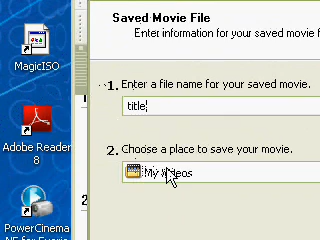 Saved Movie File
Enter information for your saved movie f
MagicISO
1. Enter a file name for your saved movie.
title
Adobe Reader
8
2. Choose a place to save your movie.
My Videos
2
PowerCinema